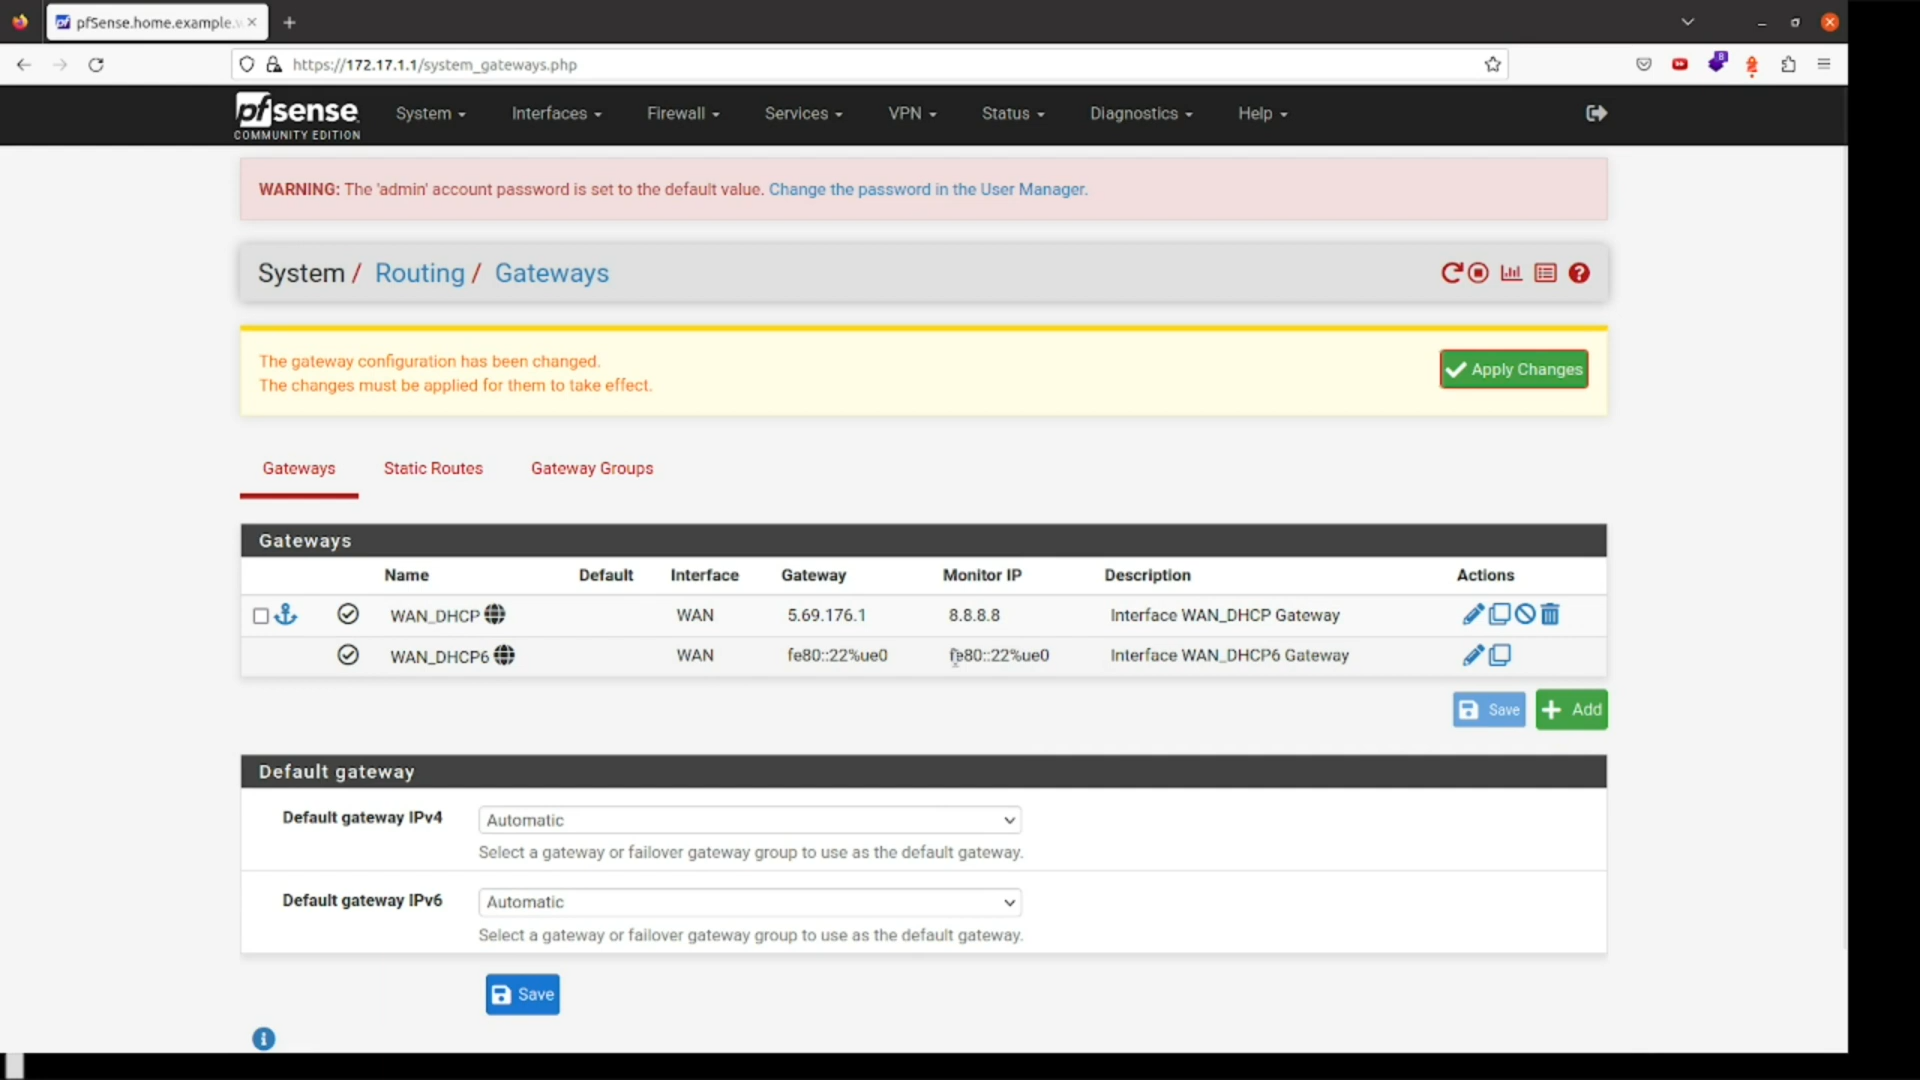 pfSense.home.example.
https://172.17.1.1/system_gateways.php
pfsense
COMMUNITY EDITION
System
Interfaces
Firewall
Services
VPN
Status
Diagnostics
Help
WARNING: The 'admin' account password is set to the default value. Change the password in the User Manager.
System / Routing / Gateways
The gateway configuration has been changed.
The changes must be applied for them to take effect.
Apply Changes
Gateways
Static Routes
Gateway Groups
Gateways
Name Default Interface Gateway Monitor IP Description Actions
WAN_DHCP WAN 5.69.176.1 8.8.8.8 Interface WAN_DHCP Gateway
WAN_DHCP6 WAN fe80::22%ue0 fe80::22%ue0 Interface WAN_DHCP6 Gateway
Save
Add
Default gateway
Default gateway IPv4 Automatic
Select a gateway or failover gateway group to use as the default gateway.
Default gateway IPv6 Automatic
Select a gateway or failover gateway group to use as the default gateway.
Save